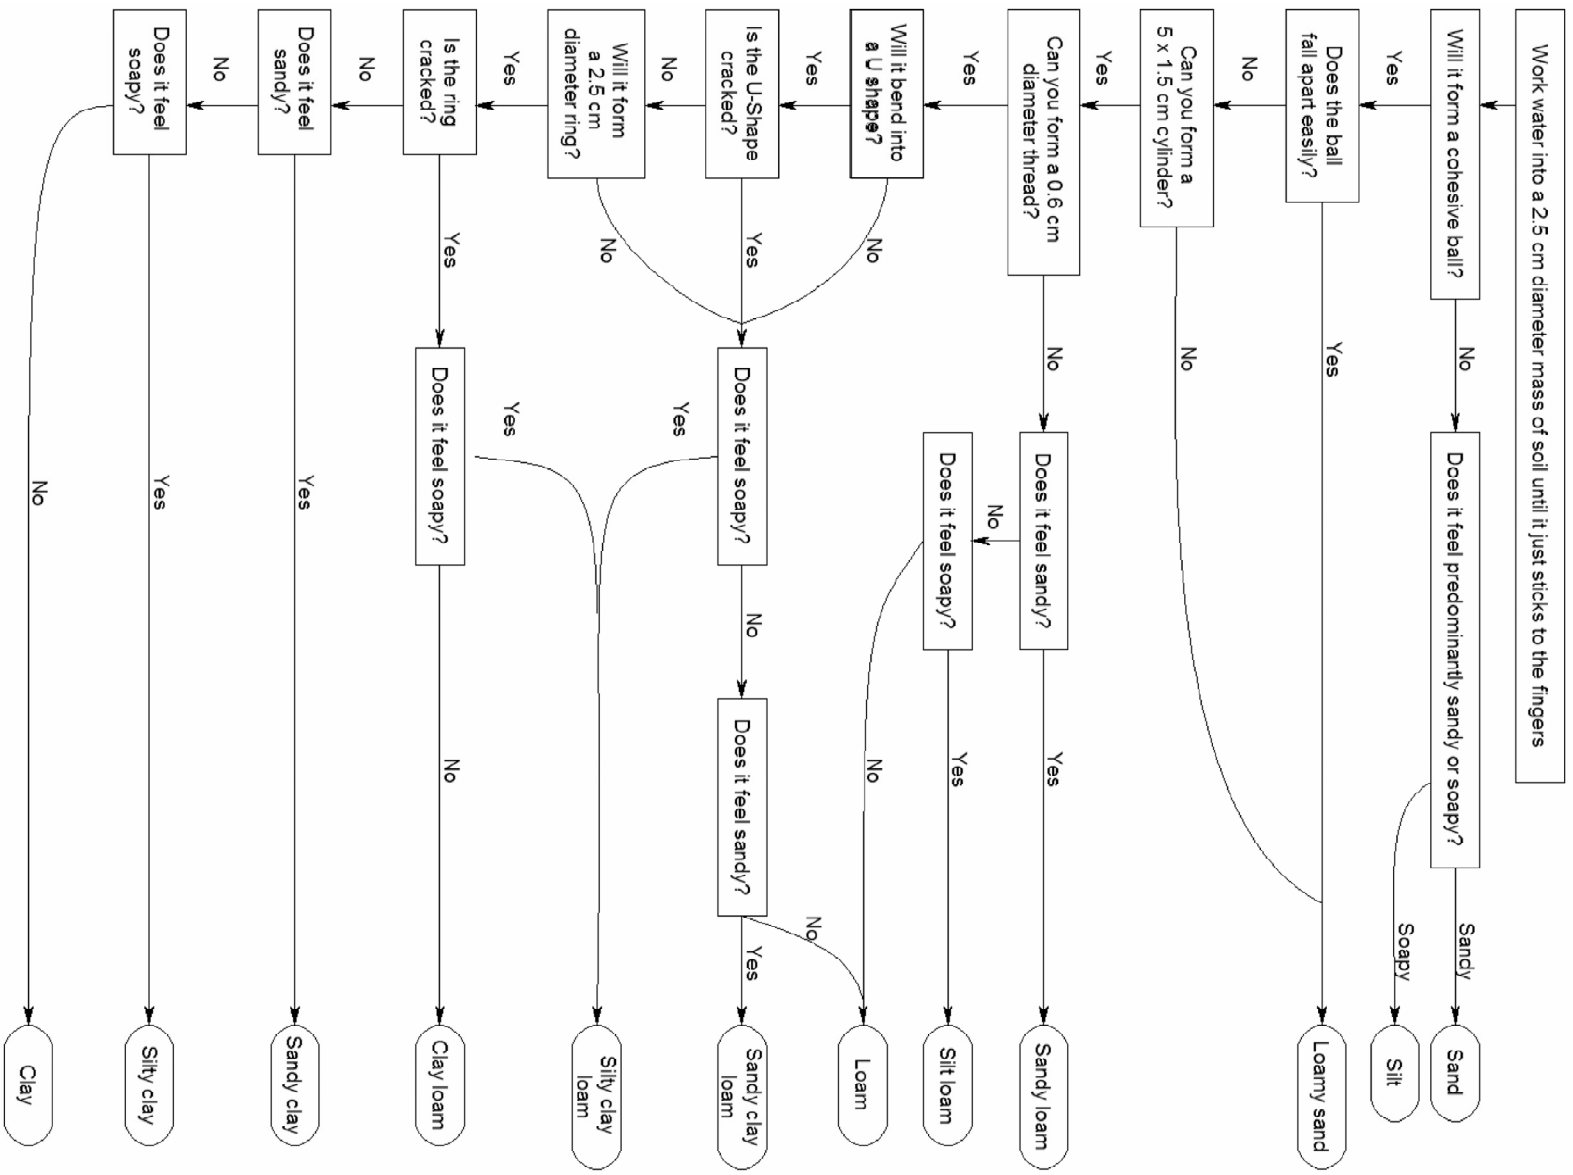 Work water into a 2.5 cm diameter mass of soil until it just sticks to the fingers
Will it form a cohesive ball?
No
Does it feel predominantly sandy or soapy?
Sandy
Sand
Soapy
Silt
Yes
Does the ball
fall apart easily?
Yes
Loamy sand
No
Can you form a
5 x 1.5 cm cylinder?
No
Yes
Can you form a 0.6 cm
diameter thread?
No
Does it feel sandy?
Yes
Sandy loam
No
Does it feel soapy?
Yes
Silt loam
No
Loam
Yes
Will it bend into
a U shape?
No
Yes
Is the U-Shape
cracked?
Yes
Does it feel soapy?
No
Does it feel sandy?
No
Yes
Sandy clay
loam
Yes
No
Will it form
a 2.5 cm
diameter ring?
No
Silty clay
loam
Yes
Is the ring
cracked?
Yes
Does it feel soapy?
Yes
No
Clay loam
No
Does it feel
sandy?
Yes
Sandy clay
No
Does it feel
soapy?
Yes
Silty clay
No
Clay